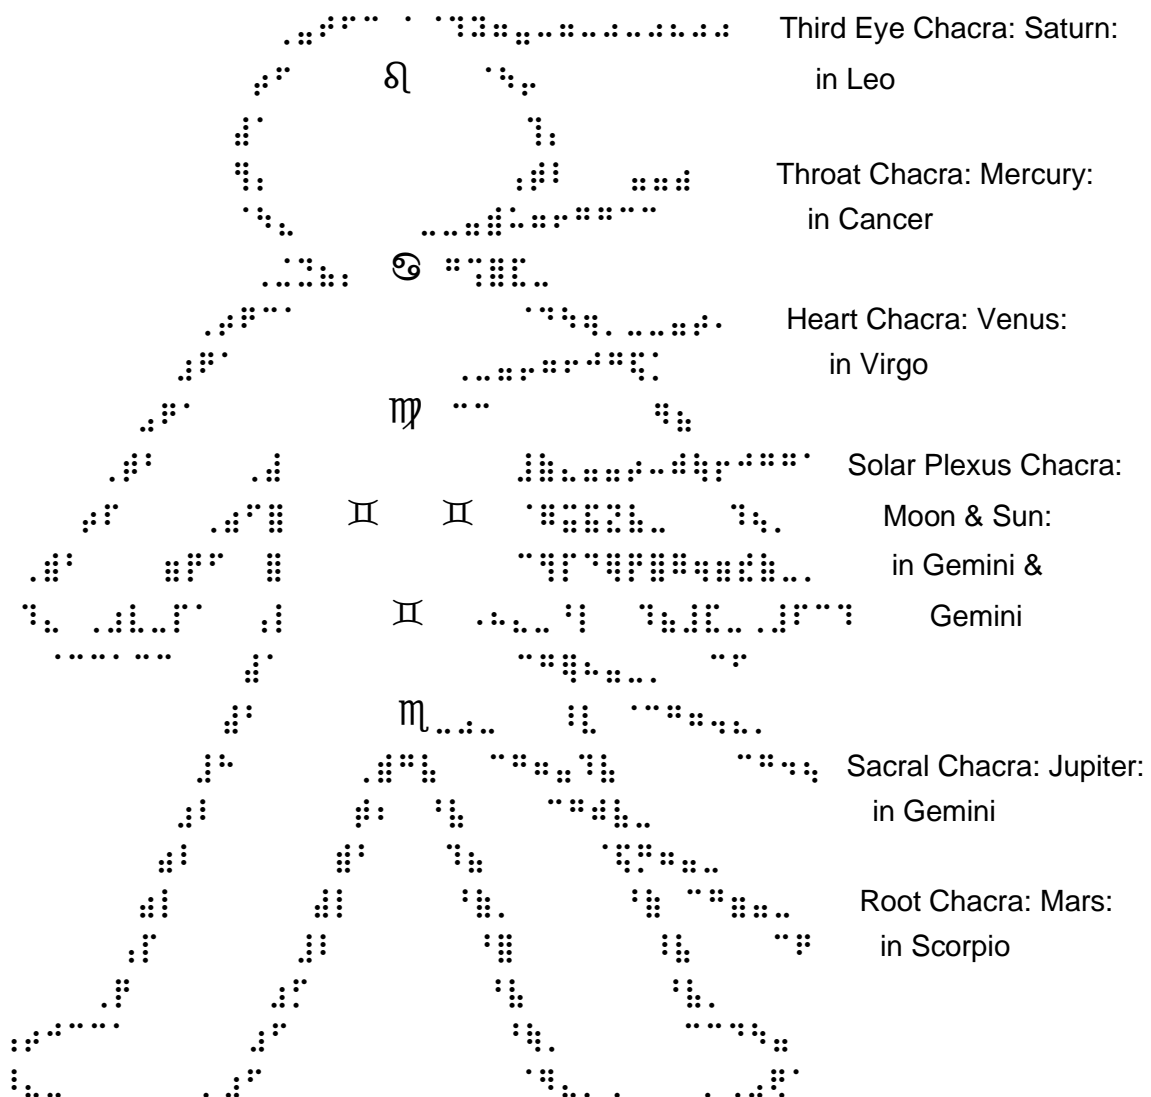 Third Eye Chacra: Saturn:
♌ in Leo
Throat Chacra: Mercury:
in Cancer
♋
Heart Chacra: Venus:
in Virgo
♍
Solar Plexus Chacra:
♊ ♊ Moon & Sun:
in Gemini &
♊ Gemini
♏
Sacral Chacra: Jupiter:
in Gemini
Root Chacra: Mars:
in Scorpio